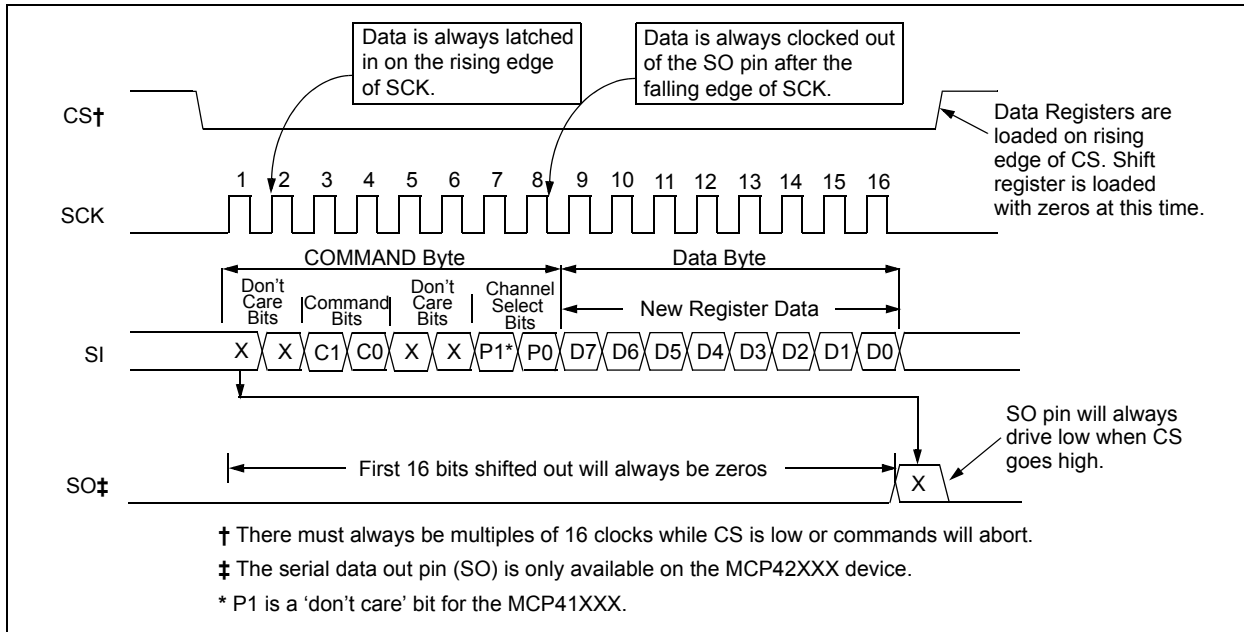 Data is always latched
in on the rising edge
of SCK.
Data is always clocked out
of the SO pin after the
falling edge of SCK.
CS†
Data Registers are
loaded on rising
edge of CS. Shift
register is loaded
with zeros at this time.
1 2 3 4 5 6 7 8 9 10 11 12 13 14 15 16
SCK
COMMAND Byte
Data Byte
Don't
Care
Bits
Command
Bits
Don't
Care
Bits
Channel
Select
Bits
New Register Data
SI
X X C1 C0 X X P1* P0 D7 D6 D5 D4 D3 D2 D1 D0
SO pin will always
drive low when CS
goes high.
First 16 bits shifted out will always be zeros
X
SO‡
† There must always be multiples of 16 clocks while CS is low or commands will abort.
‡ The serial data out pin (SO) is only available on the MCP42XXX device.
* P1 is a ‘don’t care’ bit for the MCP41XXX.